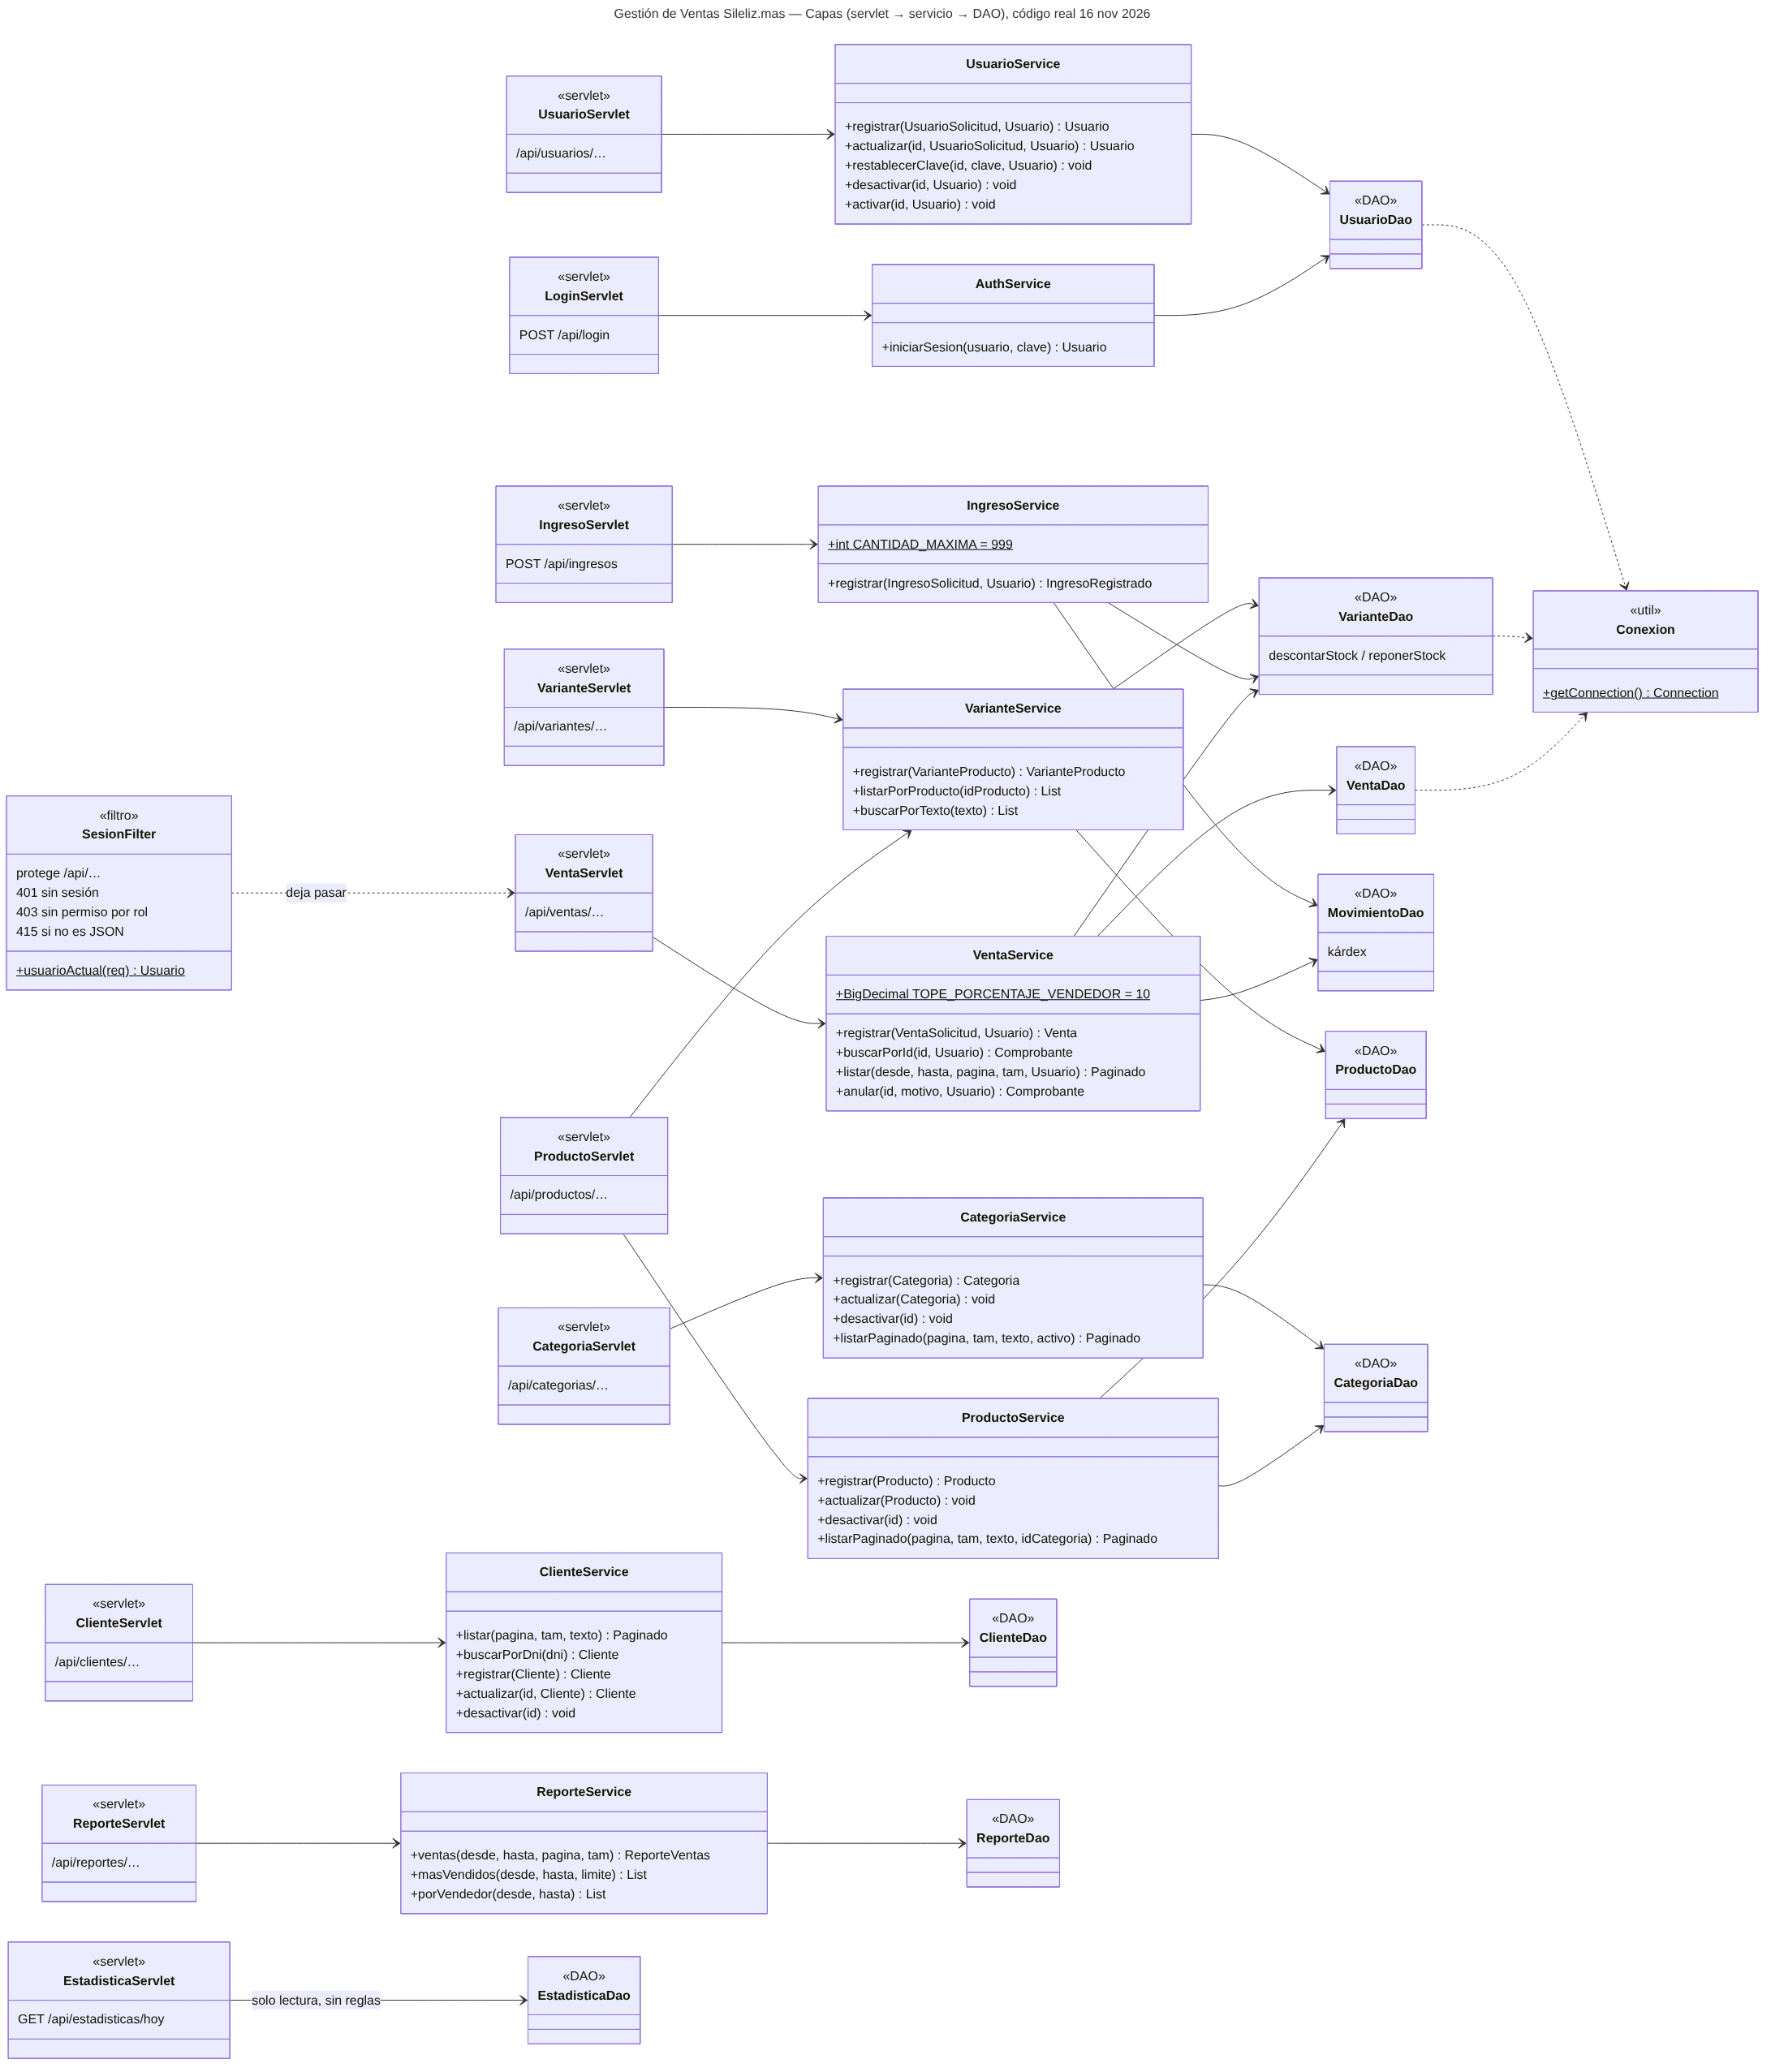 Gestión de Ventas Sileliz.mas — Capas (servlet → servicio → DAO), código real 16 nov 2026
«servlet»
UsuarioServlet
/api/usuarios/…
UsuarioService
+registrar(UsuarioSolicitud, Usuario) : Usuario
+actualizar(id, UsuarioSolicitud, Usuario) : Usuario
+restablecerClave(id, clave, Usuario) : void
+desactivar(id, Usuario) : void
+activar(id, Usuario) : void
«DAO»
UsuarioDao
«servlet»
LoginServlet
POST /api/login
AuthService
+iniciarSesion(usuario, clave) : Usuario
«servlet»
IngresoServlet
POST /api/ingresos
IngresoService
+int CANTIDAD_MAXIMA = 999
+registrar(IngresoSolicitud, Usuario) : IngresoRegistrado
«DAO»
VarianteDao
descontarStock / reponerStock
«util»
Conexion
+getConnection() : Connection
«servlet»
VarianteServlet
/api/variantes/…
VarianteService
+registrar(VarianteProducto) : VarianteProducto
+listarPorProducto(idProducto) : List
+buscarPorTexto(texto) : List
«DAO»
VentaDao
«filtro»
SesionFilter
protege /api/…
401 sin sesión
403 sin permiso por rol
415 si no es JSON
+usuarioActual(req) : Usuario
deja pasar
«servlet»
VentaServlet
/api/ventas/…
VentaService
+BigDecimal TOPE_PORCENTAJE_VENDEDOR = 10
+registrar(VentaSolicitud, Usuario) : Venta
+buscarPorId(id, Usuario) : Comprobante
+listar(desde, hasta, pagina, tam, Usuario) : Paginado
+anular(id, motivo, Usuario) : Comprobante
«DAO»
MovimientoDao
kárdex
«DAO»
ProductoDao
«servlet»
ProductoServlet
/api/productos/…
CategoriaService
+registrar(Categoria) : Categoria
+actualizar(Categoria) : void
+desactivar(id) : void
+listarPaginado(pagina, tam, texto, activo) : Paginado
«servlet»
CategoriaServlet
/api/categorias/…
«DAO»
CategoriaDao
ProductoService
+registrar(Producto) : Producto
+actualizar(Producto) : void
+desactivar(id) : void
+listarPaginado(pagina, tam, texto, idCategoria) : Paginado
«servlet»
ClienteServlet
/api/clientes/…
ClienteService
+listar(pagina, tam, texto) : Paginado
+buscarPorDni(dni) : Cliente
+registrar(Cliente) : Cliente
+actualizar(id, Cliente) : Cliente
+desactivar(id) : void
«DAO»
ClienteDao
«servlet»
ReporteServlet
/api/reportes/…
ReporteService
+ventas(desde, hasta, pagina, tam) : ReporteVentas
+masVendidos(desde, hasta, limite) : List
+porVendedor(desde, hasta) : List
«DAO»
ReporteDao
«servlet»
EstadisticaServlet
GET /api/estadisticas/hoy
solo lectura, sin reglas
«DAO»
EstadisticaDao